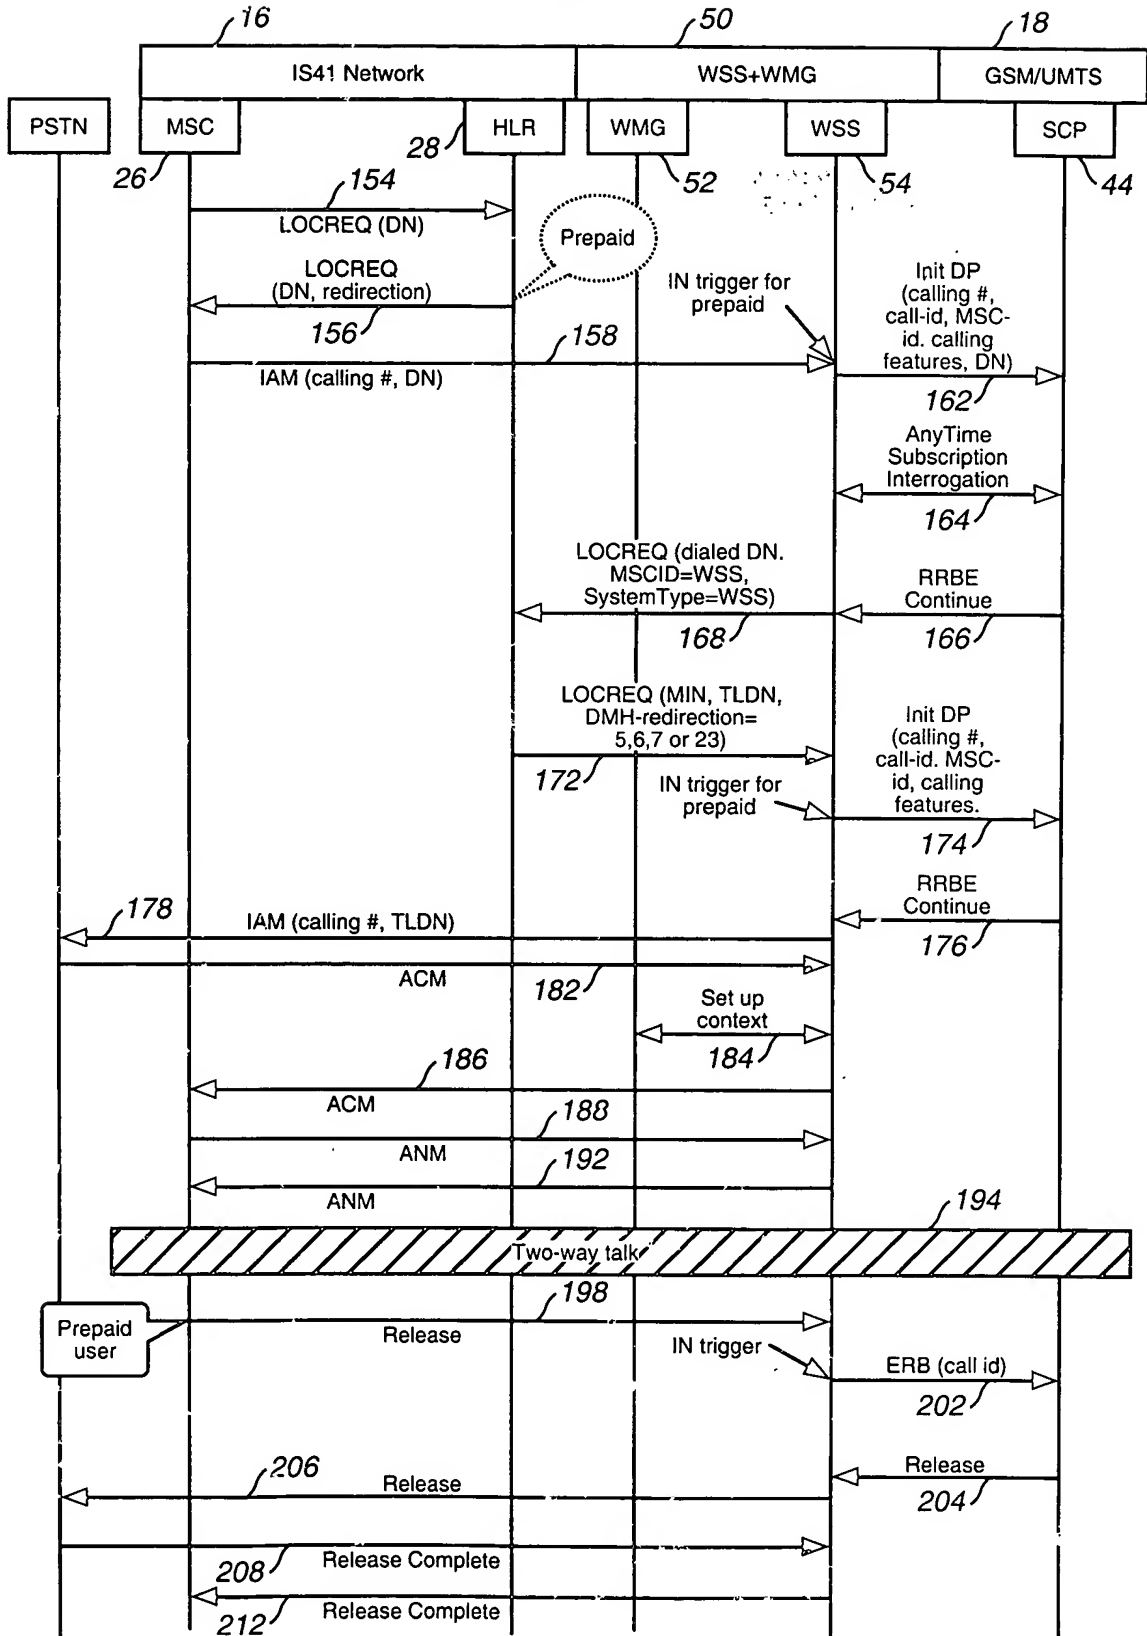 16
50
18
IS41 Network
WSS+WMG
GSM/UMTS
PSTN
MSC
HLR
WMG
WSS
SCP
26
28
52
54
44
154
LOCREQ (DN)
Prepaid
LOCREQ
(DN, redirection)
156
IN trigger for
prepaid
Init DP
(calling #,
call-id, MSC-
id. calling
features, DN)
158
IAM (calling #, DN)
162
AnyTime
Subscription
Interrogation
164
LOCREQ (dialed DN.
MSCID=WSS,
SystemType=WSS)
168
RRBE
Continue
166
LOCREQ (MIN, TLDN,
DMH-redirection=
5,6,7 or 23)
172
Init DP
(calling #,
call-id. MSC-
id, calling
features.
IN trigger for
prepaid
174
RRBE
Continue
176
178
IAM (calling #, TLDN)
ACM
182
Set up
context
184
186
ACM
188
ANM
192
ANM
194
Two-way talk
198
Prepaid
user
Release
IN trigger
ERB (call id)
202
Release
204
206
Release
208
Release Complete
212
Release Complete